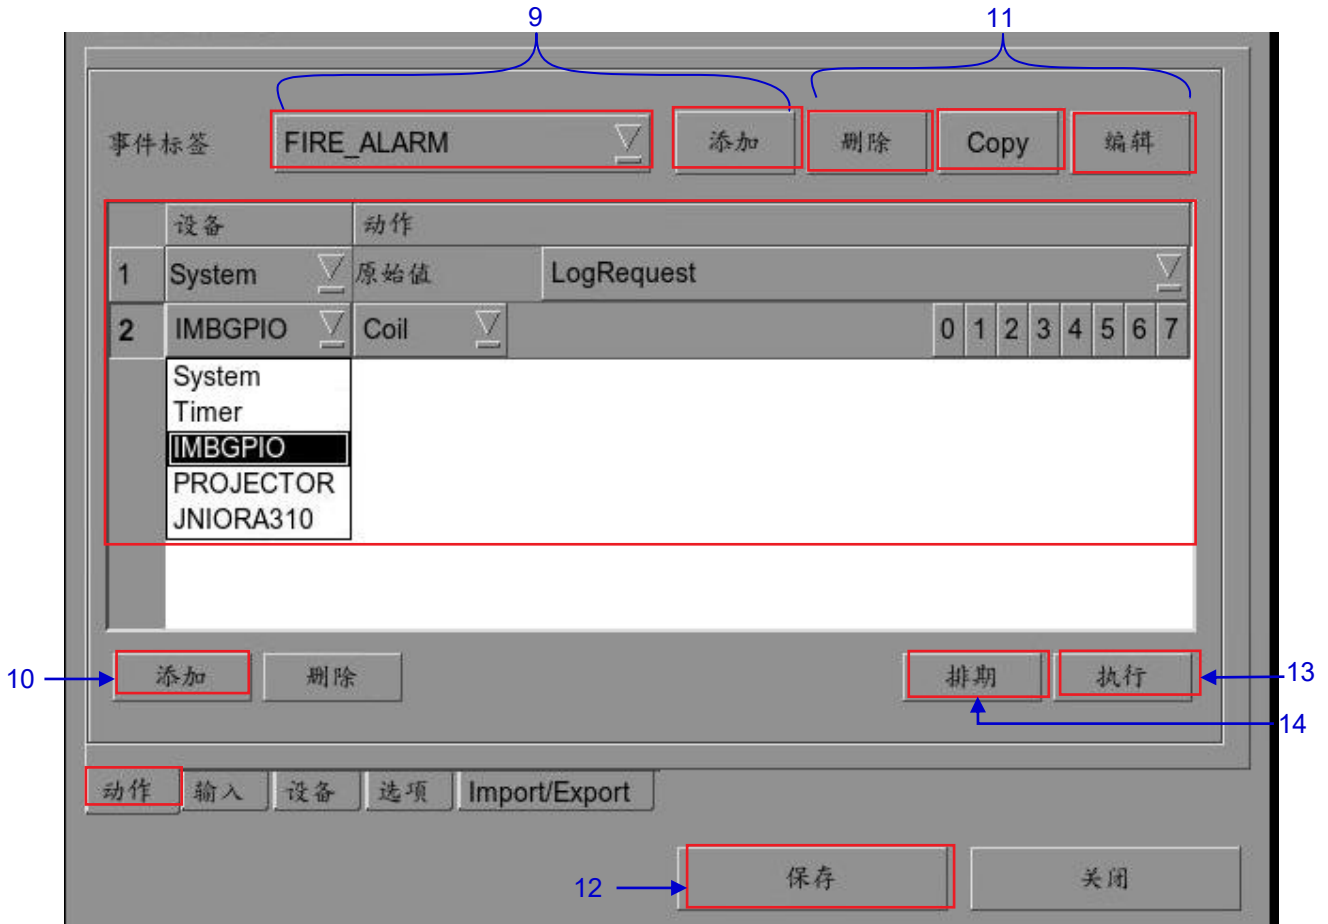 9 11
事件标签 FIRE_ALARM 添加 删除 Copy 编辑
设备 动作
1 System 原始值 LogRequest
2 IMBGPIO Coil 0 1 2 3 4 5 6 7
System
Timer
IMBGPIO
PROJECTOR
JNIORA310
10 添加 删除 排期 执行 13
14
动作 输入 设备 选项 Import/Export
12 保存 关闭